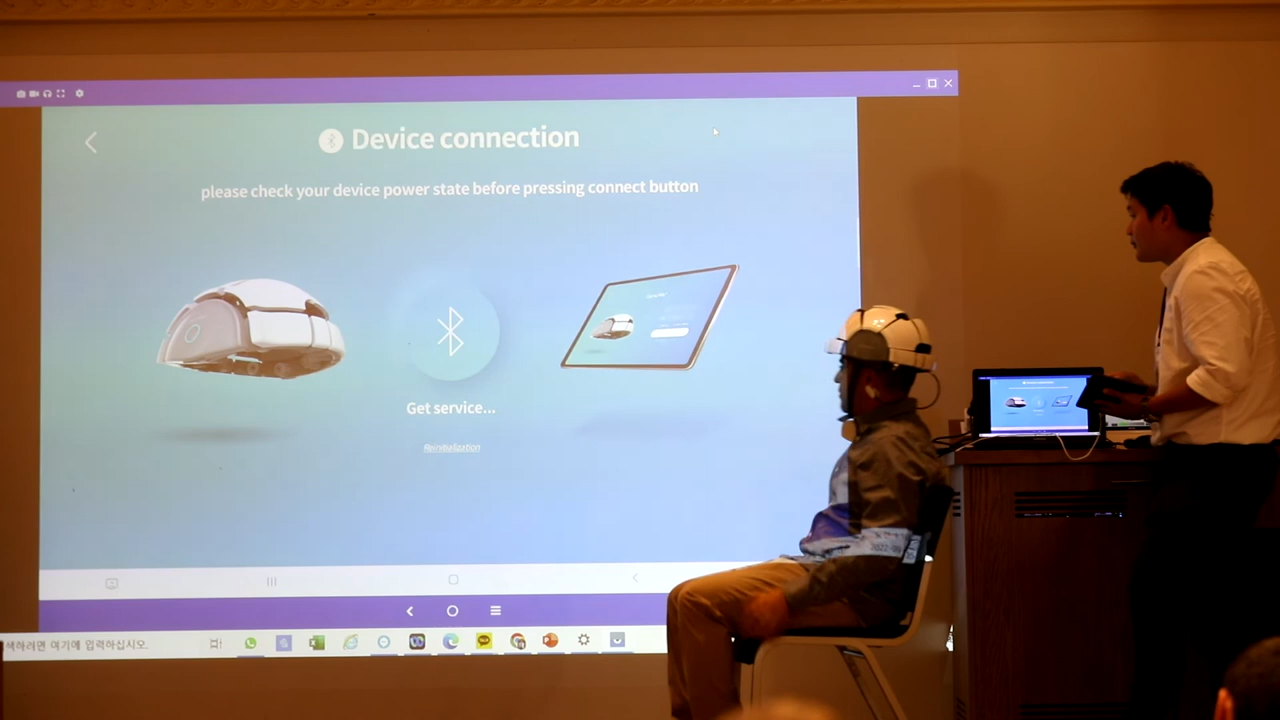 Device connection
please check your device power state before pressing connect button
Get service...
Reinitialization
색하려면 여기에 입력하십시오.